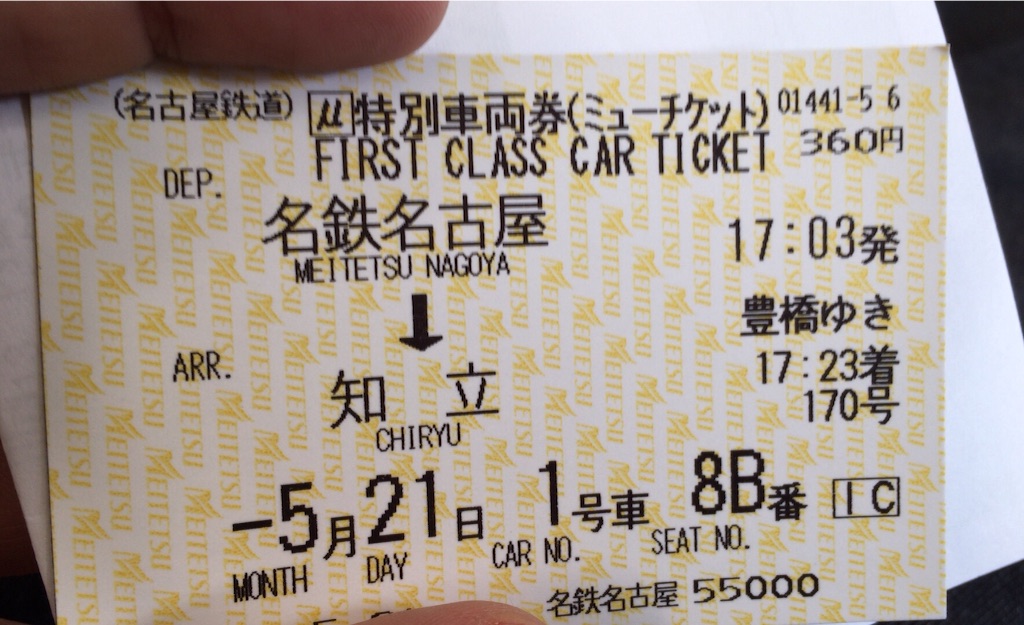 (名古屋鉄道) μ特別車両券(ミューチケット) 01441-5 6
FIRST CLASS CAR TICKET 360円
DEP.
名鉄名古屋 17:03発
MEITETSU NAGOYA
↓ 豊橋ゆき
ARR. 17:23着
知 立 170号
CHIRYU
-5月21日 1号車 8B番 IC
MONTH DAY CAR NO. SEAT NO.
名鉄名古屋 55000